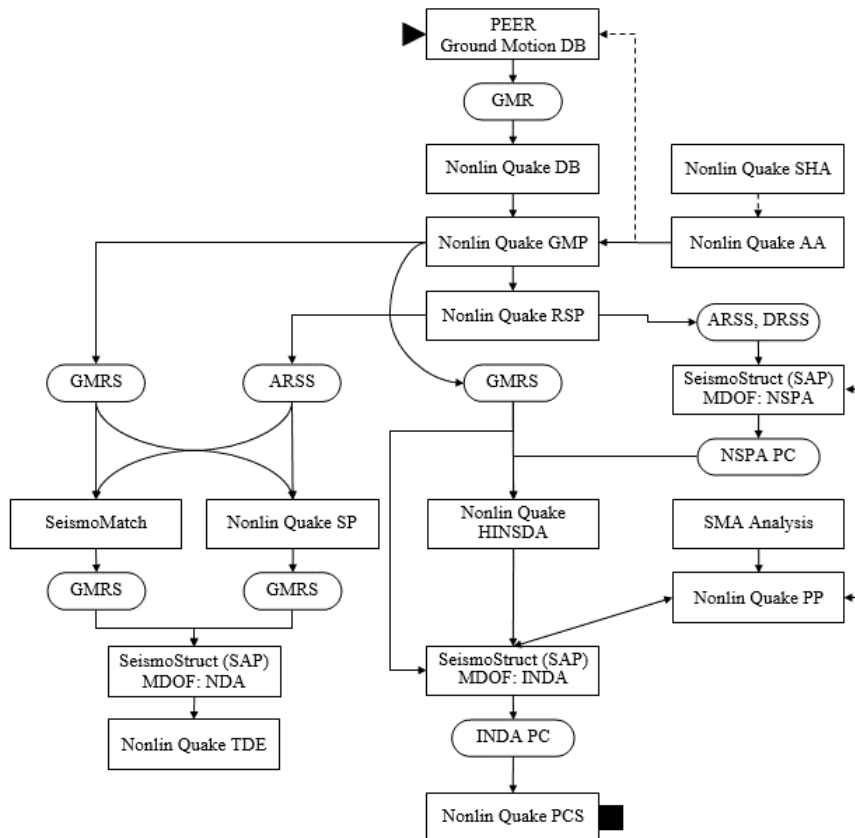 PEER
Ground Motion DB
GMR
Nonlin Quake DB
Nonlin Quake SHA
Nonlin Quake GMP
Nonlin Quake AA
Nonlin Quake RSP
ARSS, DRSS
GMRS
ARSS
GMRS
SeismoStruct (SAP)
MDOF: NSPA
NSPA PC
SeismoMatch
Nonlin Quake SP
Nonlin Quake
HINSDA
SMA Analysis
GMRS
GMRS
Nonlin Quake PP
SeismoStruct (SAP)
MDOF: NDA
SeismoStruct (SAP)
MDOF: INDA
Nonlin Quake TDE
INDA PC
Nonlin Quake PCS